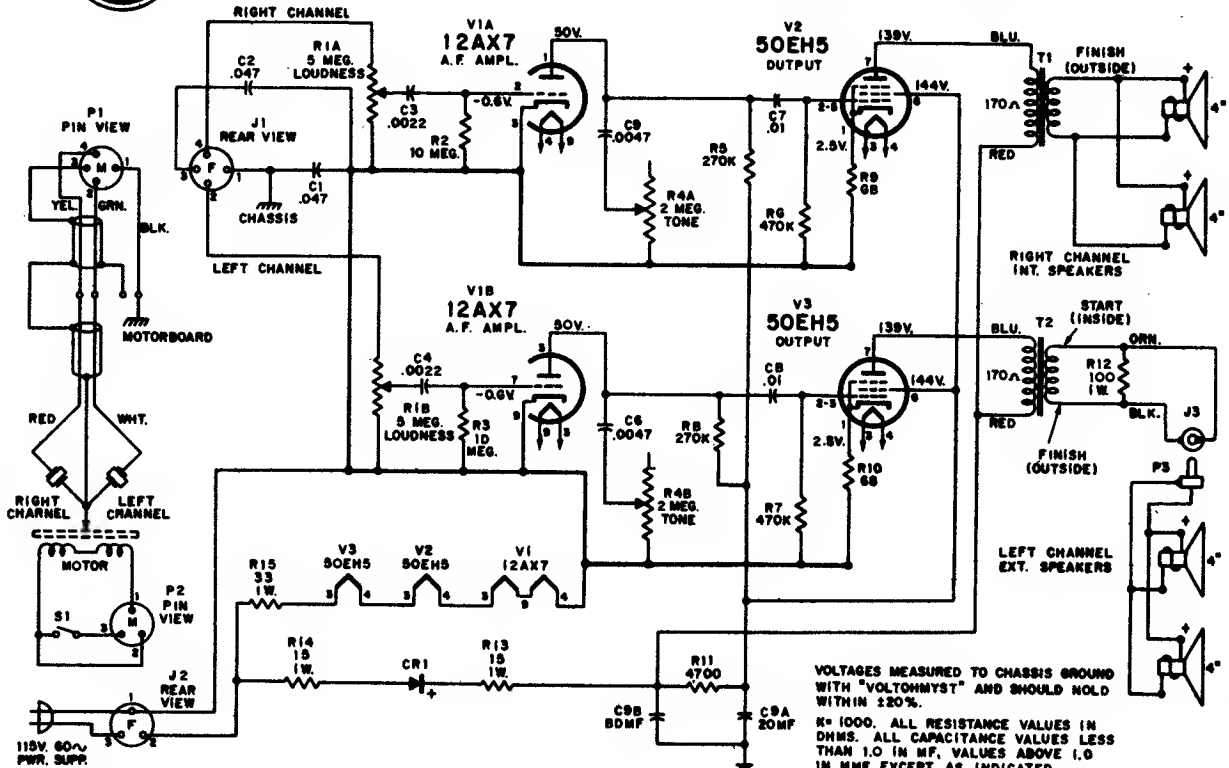 RIGHT CHANNEL
V1A
12AX7
A.F. AMPL.
50V.
V2
50EH5
OUTPUT
139V.
BLU.
T1
FINISH
(OUTSIDE)
R1A
5 MEG.
LOUDNESS
C2
.047
P1
PIN VIEW
J1
REAR VIEW
C3
.0022
-0.6V.
R2
10 MEG.
C9
.0047
C7
.01
144V.
170Ω
4"
RED
2.5V.
R5
270K
R4A
2 MEG.
TONE
R6
470K
R9
68
C1
.047
CHASSIS
YEL.
GRN.
BLK.
4"
RIGHT CHANNEL
INT. SPEAKERS
LEFT CHANNEL
V1B
12AX7
A.F. AMPL.
50V.
V3
50EH5
OUTPUT
139V.
BLU.
T2
START
(INSIDE)
ORN.
MOTORBOARD
C4
.0022
-0.6V.
R1B
5 MEG.
LOUDNESS
R3
10
MEG.
C6
.0047
C8
.01
144V.
170Ω
R12
100
1W.
BLK.
J3
RED
FINISH
(OUTSIDE)
RED
WHT.
R8
270K
2.8V.
R10
68
R4B
2 MEG.
TONE
R7
470K
P3
RIGHT
CHANNEL
LEFT
CHANNEL
MOTOR
LEFT CHANNEL
EXT. SPEAKERS
4"
R15
33
1W.
V3
50EH5
V2
50EH5
V1
12AX7
S1
P2
PIN
VIEW
R14
15
1W.
CR1
R13
15
1W.
R11
4700
4"
J2
REAR
VIEW
C9B
80MF
C9A
20MF
115V. 60~
PWR. SUPP.
VOLTAGES MEASURED TO CHASSIS GROUND
WITH "VOLTOHMYST" AND SHOULD HOLD
WITHIN ±20%.
K= 1000. ALL RESISTANCE VALUES IN
OHMS. ALL CAPACITANCE VALUES LESS
THAN 1.0 IN MF, VALUES ABOVE 1.0
IN MMF EXCEPT AS INDICATED.